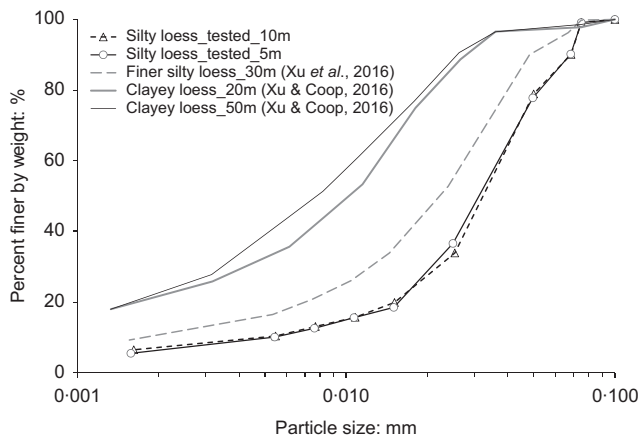 100
80
60
40
20
0
Percent finer by weight: %
Silty loess_tested_10m
Silty loess_tested_5m
Finer silty loess_30m (Xu et al., 2016)
Clayey loess_20m (Xu & Coop, 2016)
Clayey loess_50m (Xu & Coop, 2016)
0·001
0·010
0·100
Particle size: mm